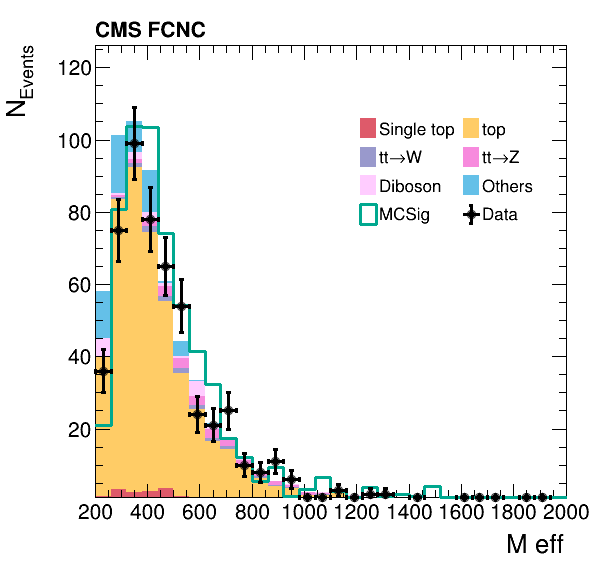 CMS FCNC
N_Events
120
100
80
60
40
20
Single top
top
tt→W
tt→Z
Diboson
Others
MCSig
Data
200 400 600 800 1000 1200 1400 1600 1800 2000
M eff